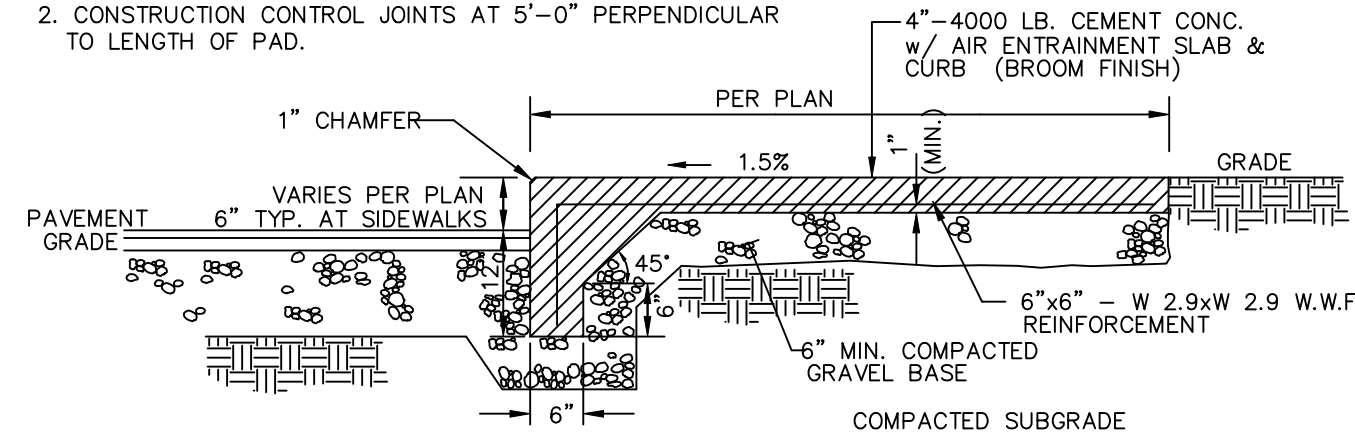 2. CONSTRUCTION CONTROL JOINTS AT 5'-0" PERPENDICULAR
TO LENGTH OF PAD.
4"-4000 LB. CEMENT CONC.
w/ AIR ENTRAINMENT SLAB &
CURB (BROOM FINISH)
PER PLAN
1" CHAMFER
1"
(MIN.)
1.5%
GRADE
VARIES PER PLAN
6" TYP. AT SIDEWALKS
PAVEMENT
GRADE
12"
45°
6"
6"x6" - W 2.9xW 2.9 W.W.F
REINFORCEMENT
6" MIN. COMPACTED
GRAVEL BASE
6"
COMPACTED SUBGRADE